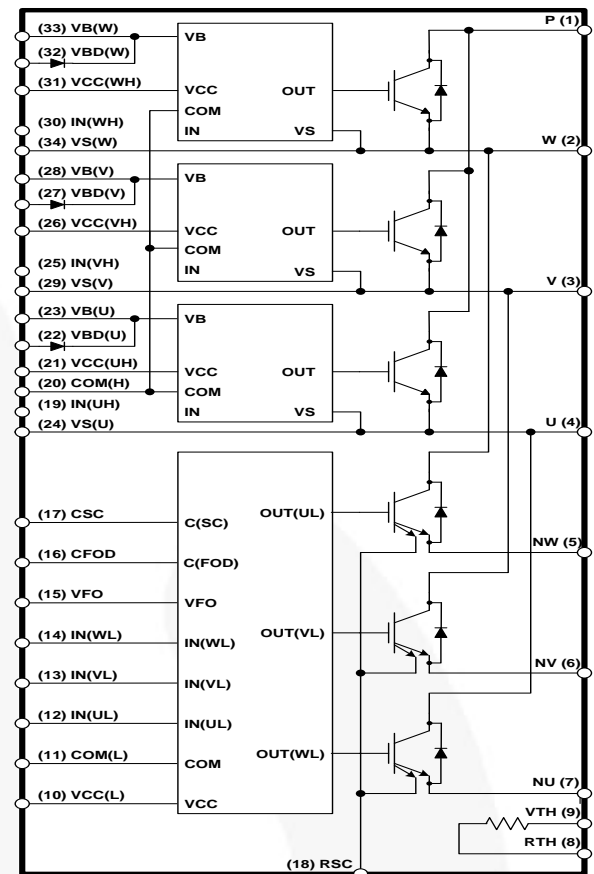 (33) VB(W)
(32) VBD(W)
(31) VCC(WH)
(30) IN(WH)
(34) VS(W)
VB
VCC
COM
IN
OUT
VS
P (1)
W (2)
(28) VB(V)
(27) VBD(V)
(26) VCC(VH)
(25) IN(VH)
(29) VS(V)
VB
VCC
COM
IN
OUT
VS
V (3)
(23) VB(U)
(22) VBD(U)
(21) VCC(UH)
(20) COM(H)
(19) IN(UH)
(24) VS(U)
VB
VCC
COM
IN
OUT
VS
U (4)
(17) CSC
(16) CFOD
(15) VFO
(14) IN(WL)
(13) IN(VL)
(12) IN(UL)
(11) COM(L)
(10) VCC(L)
C(SC)
C(FOD)
VFO
IN(WL)
IN(VL)
IN(UL)
COM
VCC
OUT(UL)
OUT(VL)
OUT(WL)
NW (5)
NV (6)
NU (7)
VTH (9)
RTH (8)
(18) RSC